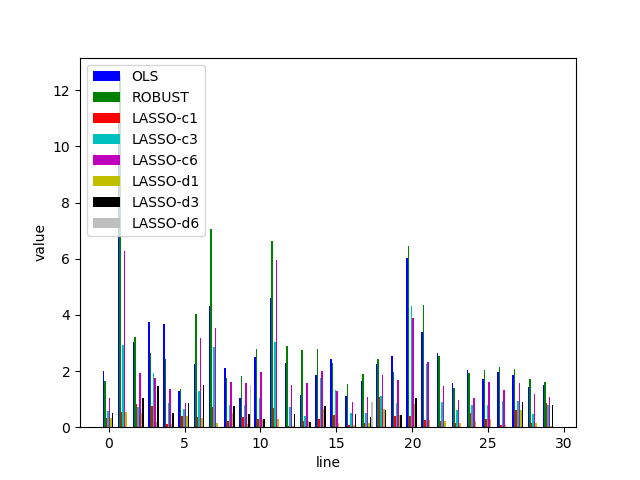 OLS
ROBUST
LASSO-c1
LASSO-c3
LASSO-c6
LASSO-d1
LASSO-d3
LASSO-d6
12
10
8
6
4
2
0
value
0 5 10 15 20 25 30
line